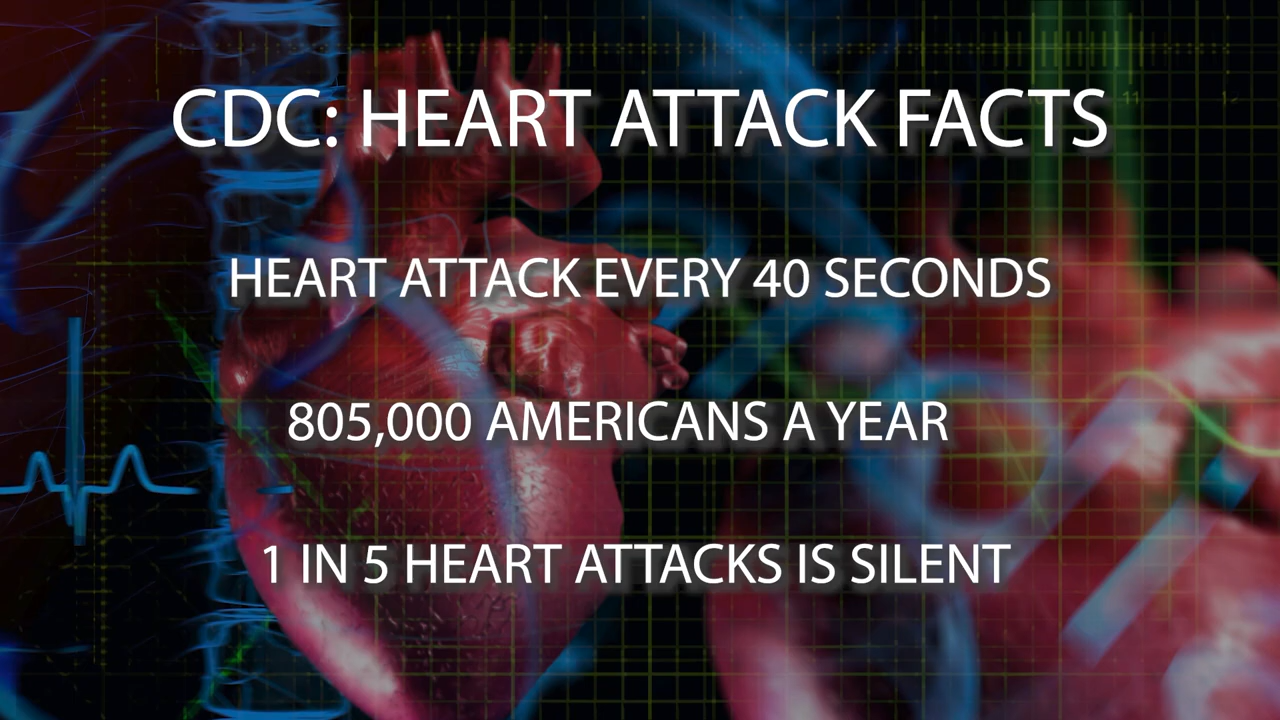 CDC: HEART ATTACK FACTS
HEART ATTACK EVERY 40 SECONDS
805,000 AMERICANS A YEAR
1 IN 5 HEART ATTACKS IS SILENT